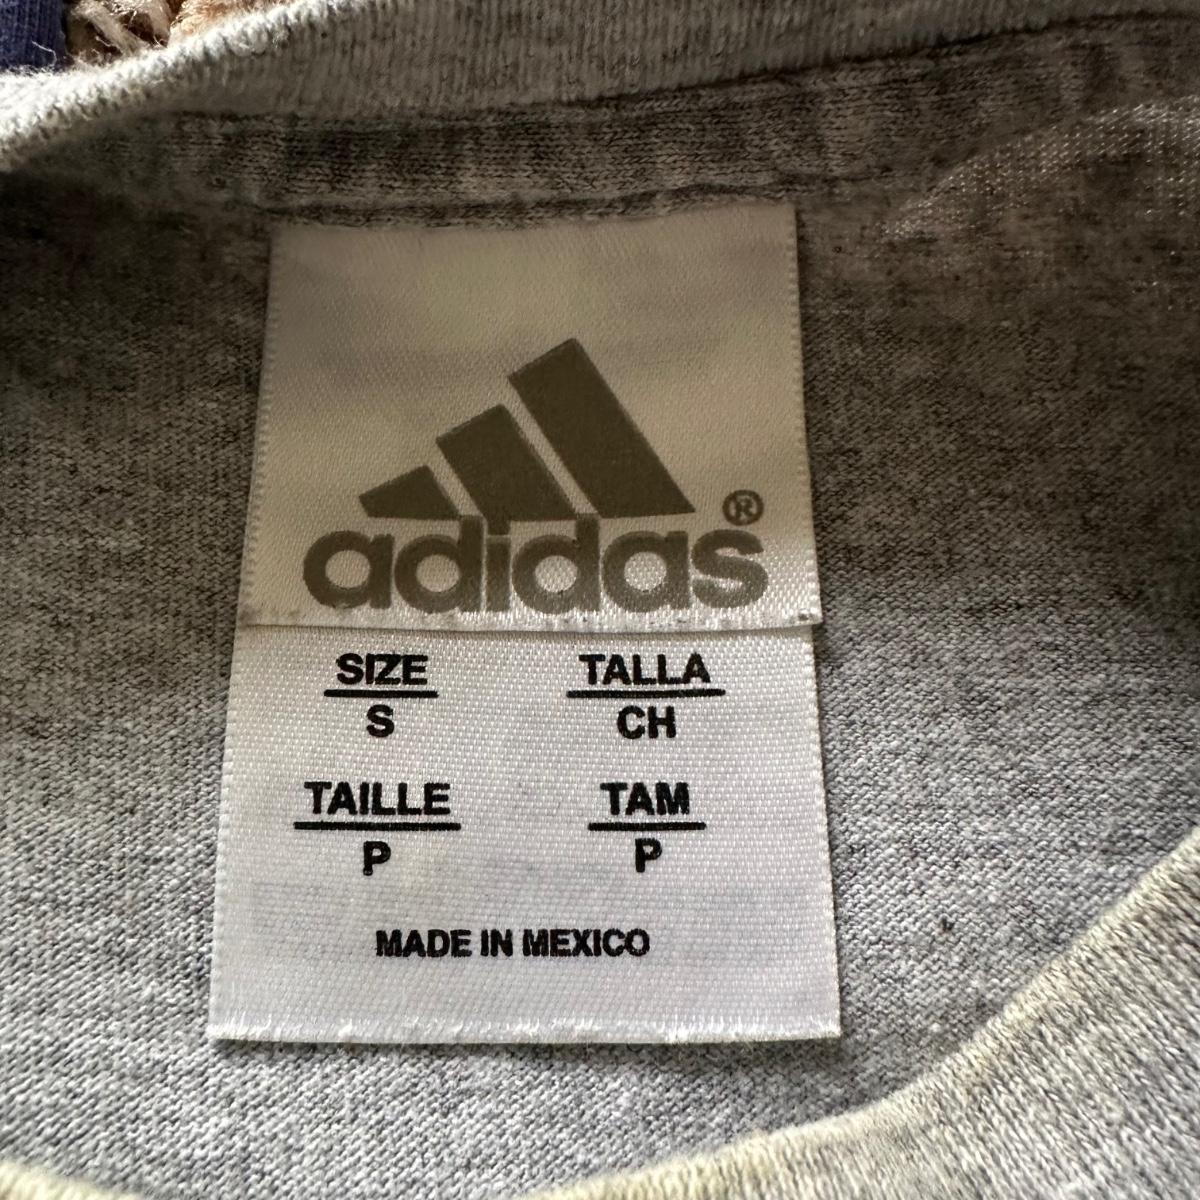 adidas®
SIZE TALLA
S CH
TAILLE TAM
P P
MADE IN MEXICO